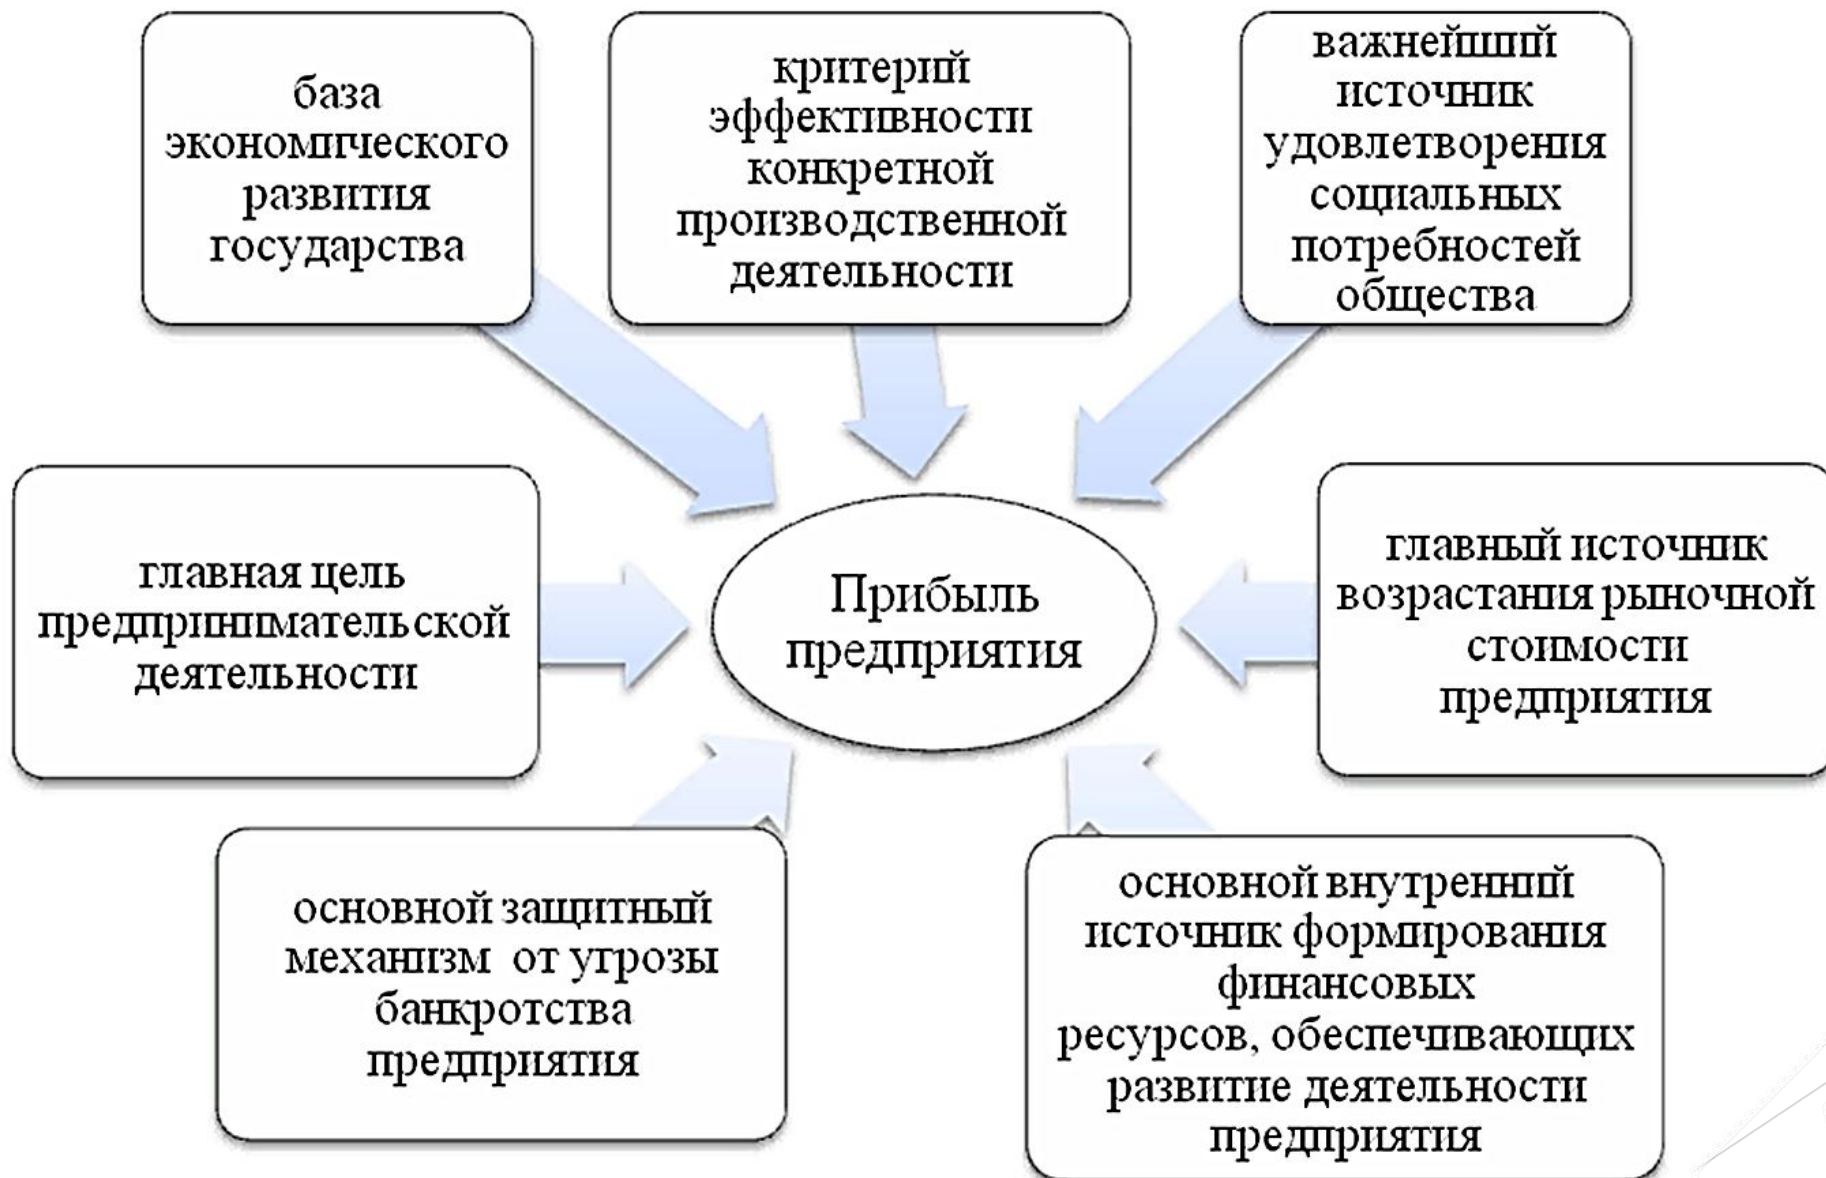 база
экономического
развития
государства
критерий
эффективности
конкретной
производственной
деятельности
важнейший
источник
удовлетворения
социальных
потребностей
общества
главная цель
предпринимательской
деятельности
Прибыль
предприятия
главный источник
возрастания рыночной
стоимости
предприятия
основной защитный
механизм от угрозы
банкротства
предприятия
основной внутренний
источник формирования
финансовых
ресурсов, обеспечивающих
развитие деятельности
предприятия